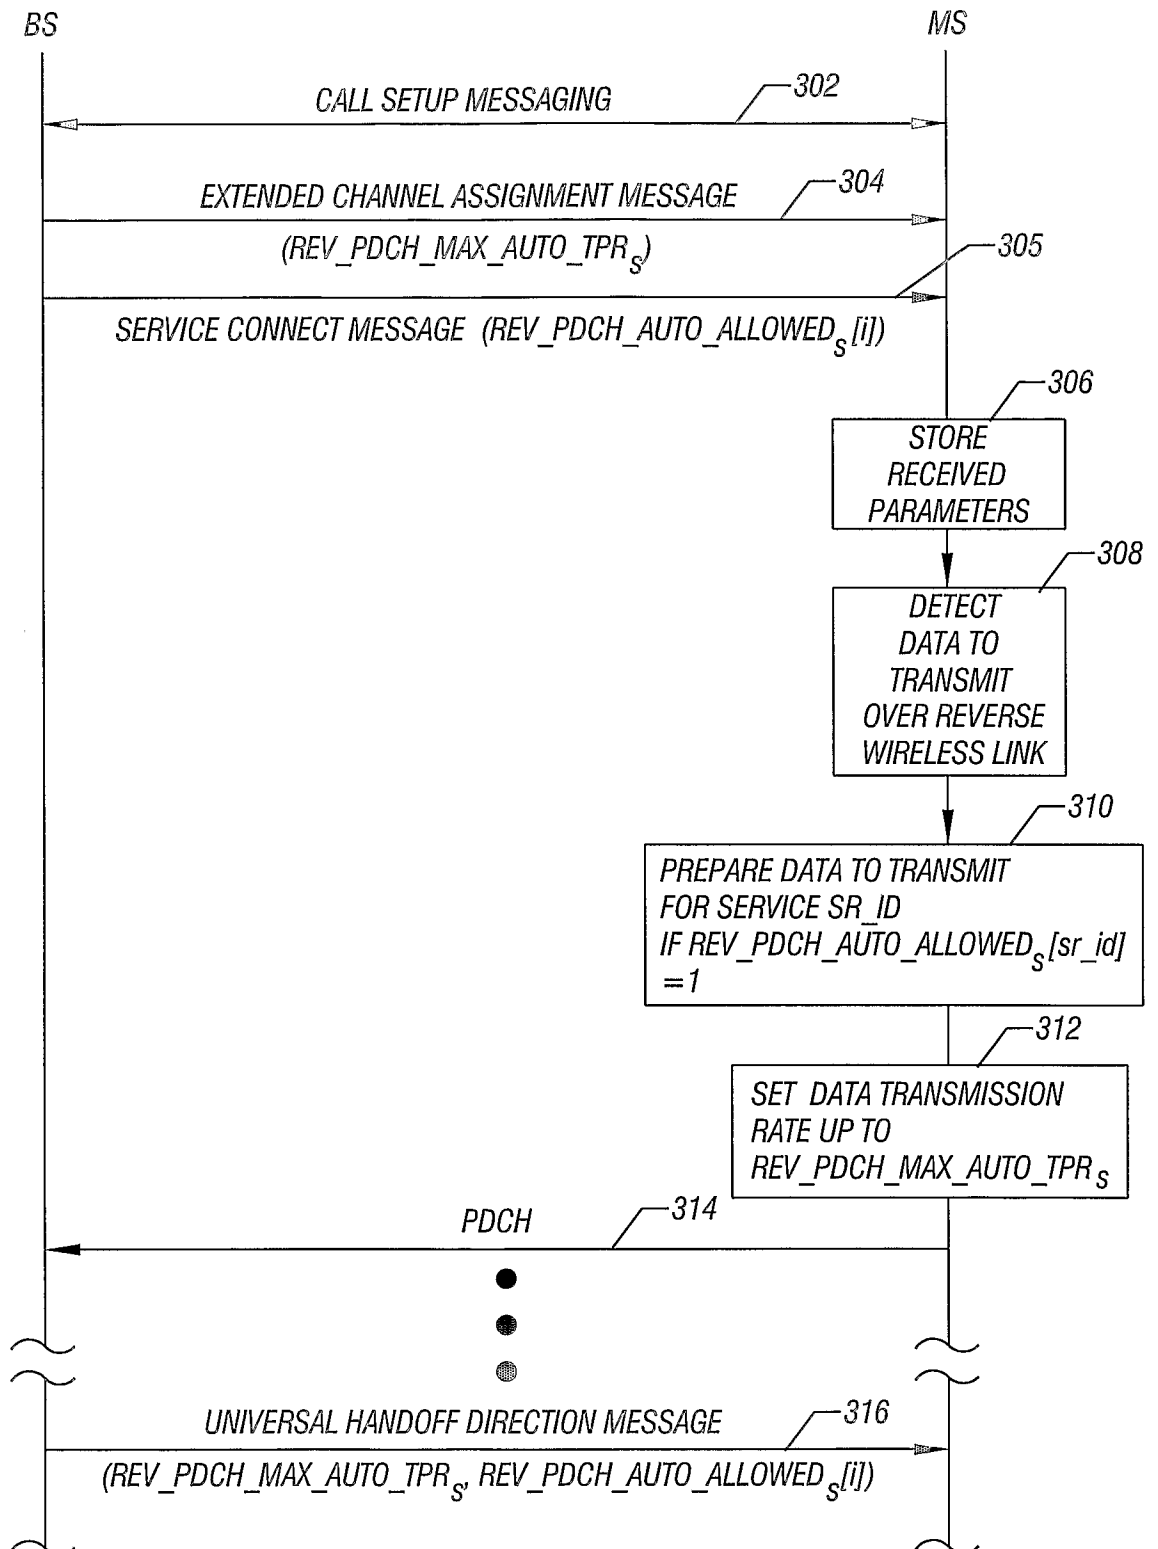 BS
MS
CALL SETUP MESSAGING
302
EXTENDED CHANNEL ASSIGNMENT MESSAGE
304
(REV_PDCH_MAX_AUTO_TPRS)
305
SERVICE CONNECT MESSAGE (REV_PDCH_AUTO_ALLOWEDS[i])
306
STORE
RECEIVED
PARAMETERS
308
DETECT
DATA TO
TRANSMIT
OVER REVERSE
WIRELESS LINK
310
PREPARE DATA TO TRANSMIT
FOR SERVICE SR_ID
IF REV_PDCH_AUTO_ALLOWEDS[sr_id]
=1
312
SET DATA TRANSMISSION
RATE UP TO
REV_PDCH_MAX_AUTO_TPRS
PDCH
314
UNIVERSAL HANDOFF DIRECTION MESSAGE
316
(REV_PDCH_MAX_AUTO_TPRS, REV_PDCH_AUTO_ALLOWEDS[i])